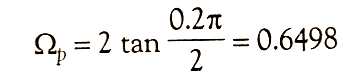 Ωₚ = 2 tan 0.2π/2 = 0.6498